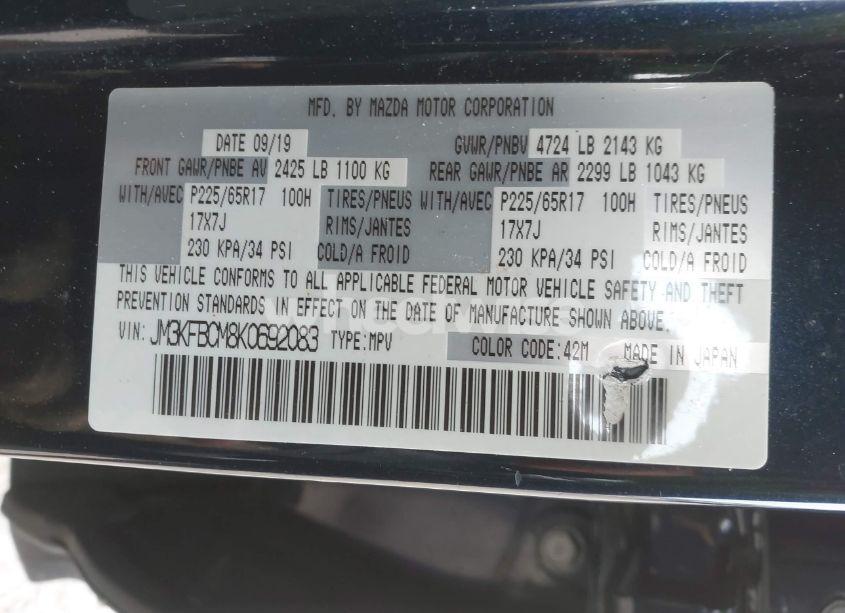 MFD. BY MAZDA MOTOR CORPORATION
DATE 09/19 GVWR/PNBV 4724 LB 2143 KG
FRONT GAWR/PNBE AV 2425 LB 1100 KG REAR GAWR/PNBE AR 2299 LB 1043 KG
WITH/AVEC P225/65R17 100H TIRES/PNEUS WITH/AVEC P225/65R17 100H TIRES/PNEUS
17X7J RIMS/JANTES 17X7J RIMS/JANTES
230 KPA/34 PSI COLD/A FROID 230 KPA/34 PSI COLD/A FROID
THIS VEHICLE CONFORMS TO ALL APPLICABLE FEDERAL MOTOR VEHICLE SAFETY AND THEFT
PREVENTION STANDARDS IN EFFECT ON THE DATE OF MANUFACTURE SHOWN ABOVE.
VIN: JM3KFBCM8K0692083 TYPE:MPV COLOR CODE:42M MADE IN JAPAN